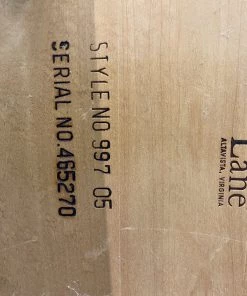 STYLE NO 997 05
SERIAL NO. 465270
Lane
ALTAVISTA, VIRGINIA